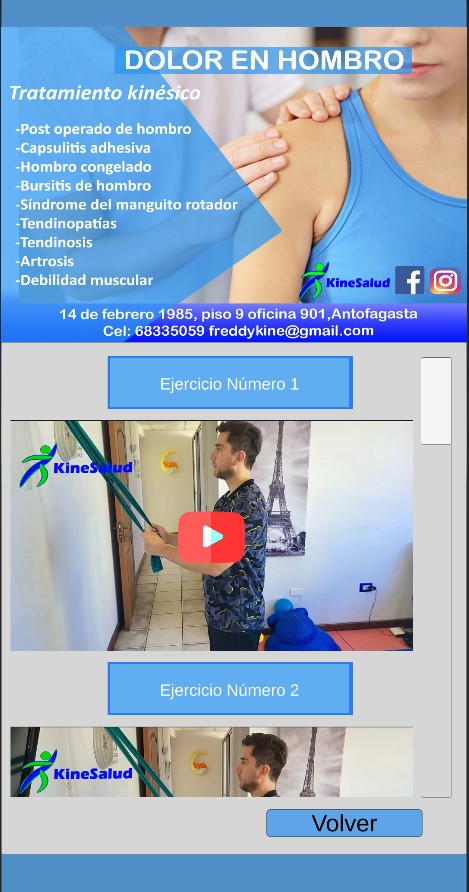 DOLOR EN HOMBRO
Tratamiento kinésico
-Post operado de hombro
-Capsulitis adhesiva
-Hombro congelado
-Bursitis de hombro
-Síndrome del manguito rotador
-Tendinopatías
-Tendinosis
-Artrosis
-Debilidad muscular
KineSalud
14 de febrero 1985, piso 9 oficina 901,Antofagasta
Cel: 68335059 freddykine@gmail.com
Ejercicio Número 1
KineSalud
Ejercicio Número 2
KineSalud
Volver